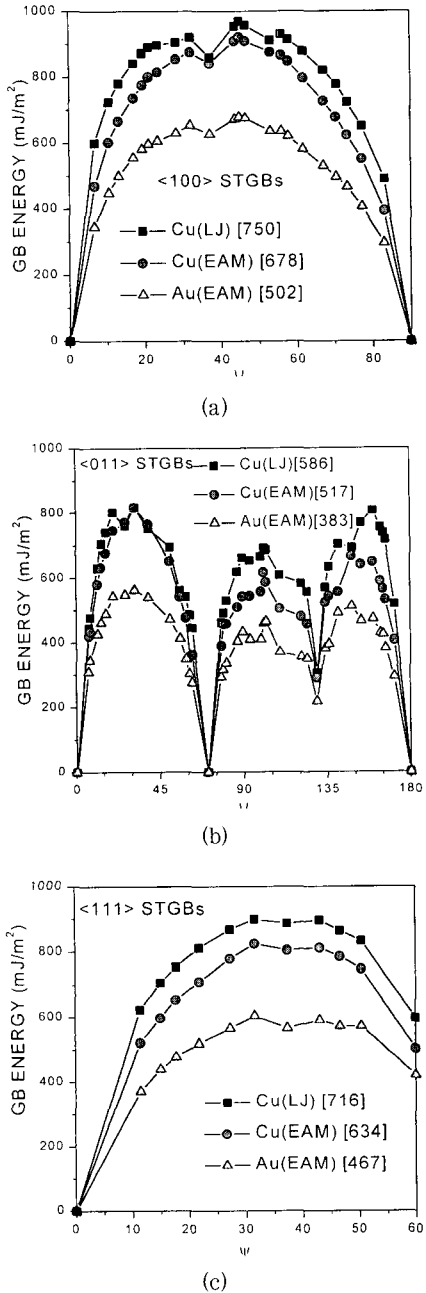 1000
800
600
400
200
0
GB ENERGY (mJ/m²)
<100> STGBs
Cu(LJ) [750]
Cu(EAM) [678]
Au(EAM) [502]
0 20 40 60 80
(a)
1000
800
600
400
200
0
GB ENERGY (mJ/m²)
<011> STGBs
Cu(LJ)[586]
Cu(EAM)[517]
Au(EAM)[383]
0 45 90 135 180
(b)
1000
800
600
400
200
0
GB ENERGY (mJ/m²)
<111> STGBs
Cu(LJ) [716]
Cu(EAM) [634]
Au(EAM) [467]
0 10 20 30 40 50 60
ψ
(c)